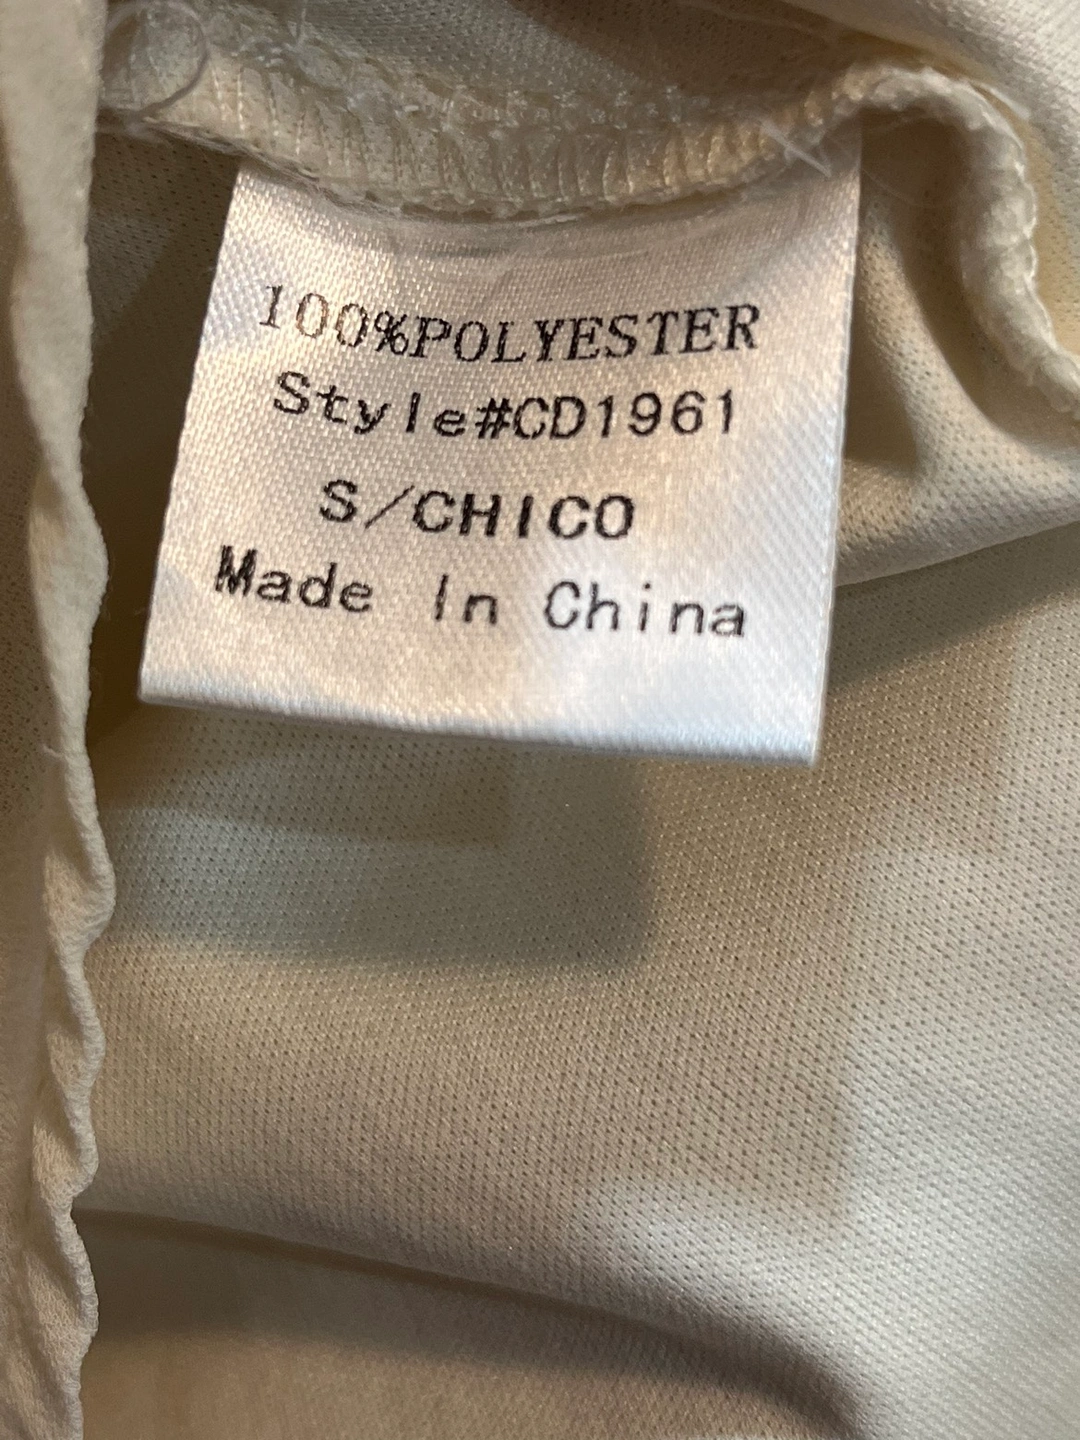 100%POLYESTER
Style#CD1961
S/CHICO
Made In China